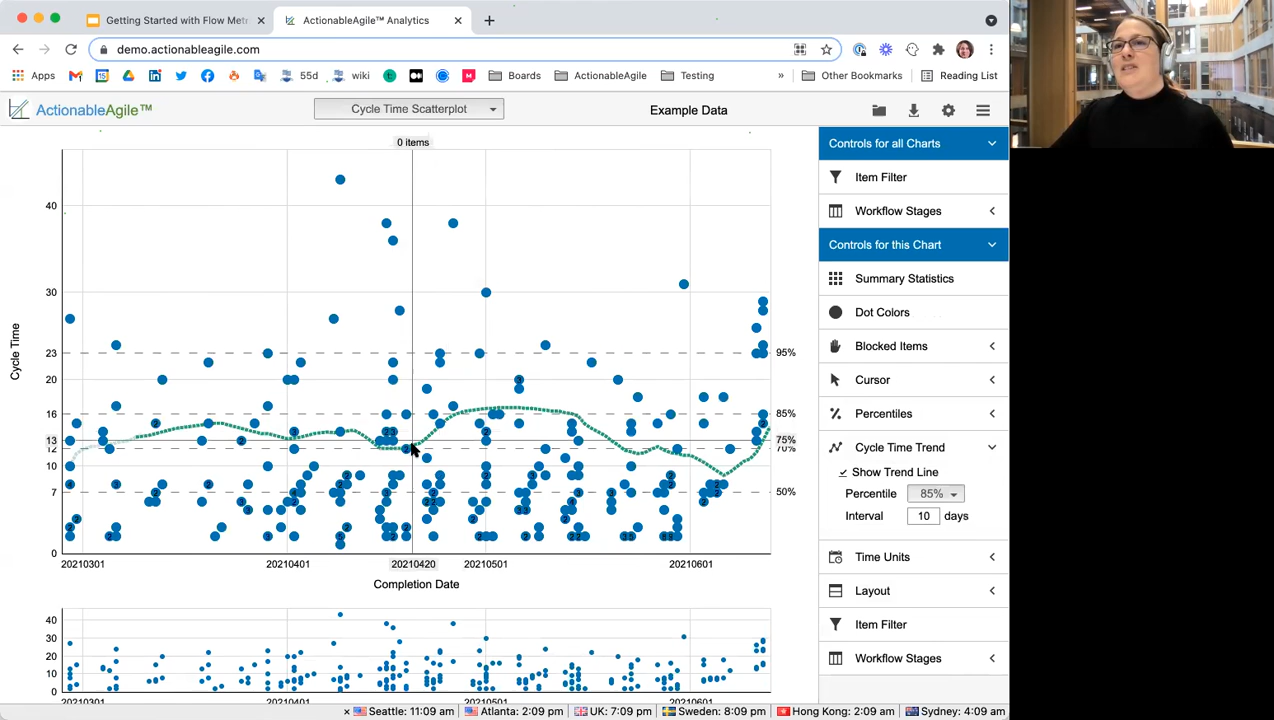 Getting Started with Flow Met
ActionableAgile™ Analytics
demo.actionableagile.com
Apps
55d
wiki
Boards
ActionableAgile
Testing
»
Other Bookmarks
Reading List
ActionableAgile™
Cycle Time Scatterplot
Example Data
0 items
Controls for all Charts
Item Filter
Workflow Stages
Controls for this Chart
Summary Statistics
Dot Colors
Blocked Items
Cursor
Percentiles
Cycle Time Trend
Show Trend Line
Percentile 85%
Interval 10 days
Time Units
Layout
Item Filter
Workflow Stages
Cycle Time
40
30
23
20
16
13
12
10
7
0
95%
85%
75%
70%
50%
20210301
20210401
20210420
20210501
20210601
Completion Date
40
30
20
10
0
20210301
20210401
20210501
20210601
Seattle: 11:09 am
Atlanta: 2:09 pm
UK: 7:09 pm
Sweden: 8:09 pm
Hong Kong: 2:09 am
Sydney: 4:09 am